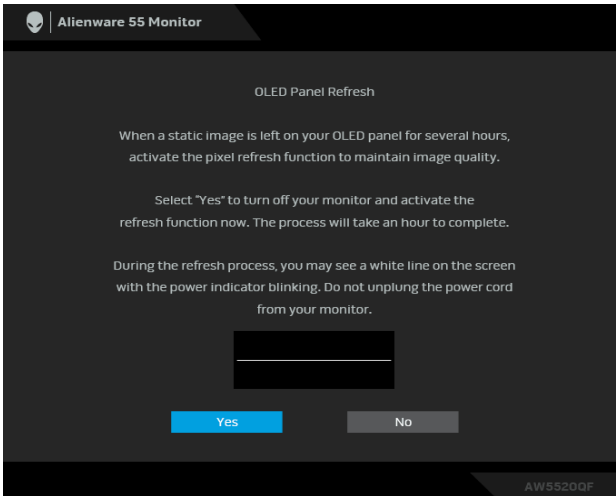 Alienware 55 Monitor
OLED Panel Refresh
When a static image is left on your OLED panel for several hours,
activate the pixel refresh function to maintain image quality.
Select "Yes" to turn off your monitor and activate the
refresh function now. The process will take an hour to complete.
During the refresh process, you may see a white line on the screen
with the power indicator blinking. Do not unplung the power cord
from your monitor.
Yes
No
AW5520QF